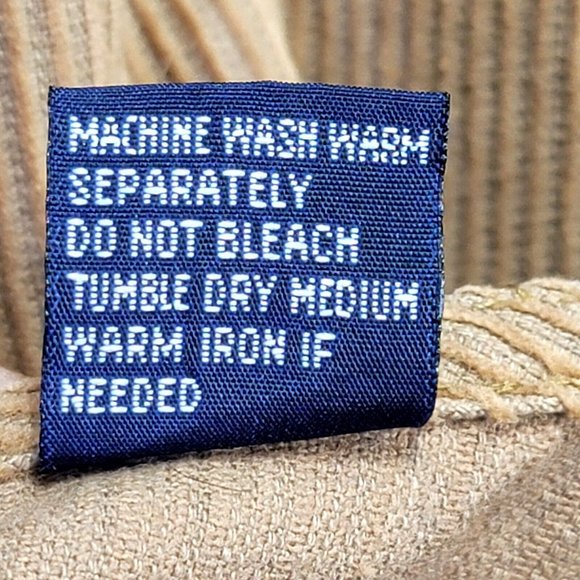 MACHINE WASH WARM
SEPARATELY
DO NOT BLEACH
TUMBLE DRY MEDIUM
WARM IRON IF
NEEDED